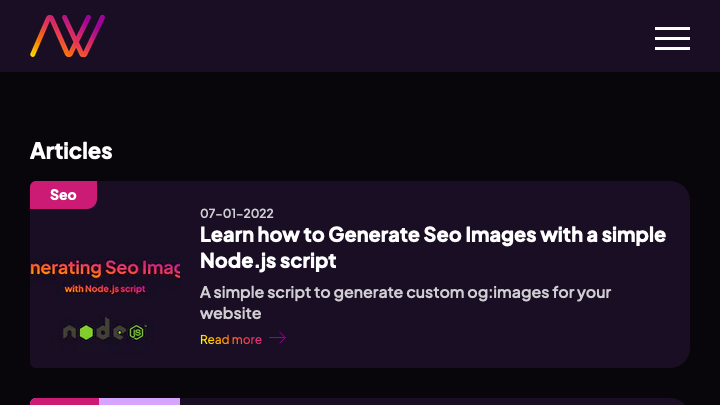 Articles
Seo
nerating Seo Imag
with Node.js script
node
JS
07-01-2022
Learn how to Generate Seo Images with a simple
Node.js script
A simple script to generate custom og:images for your
website
Read more